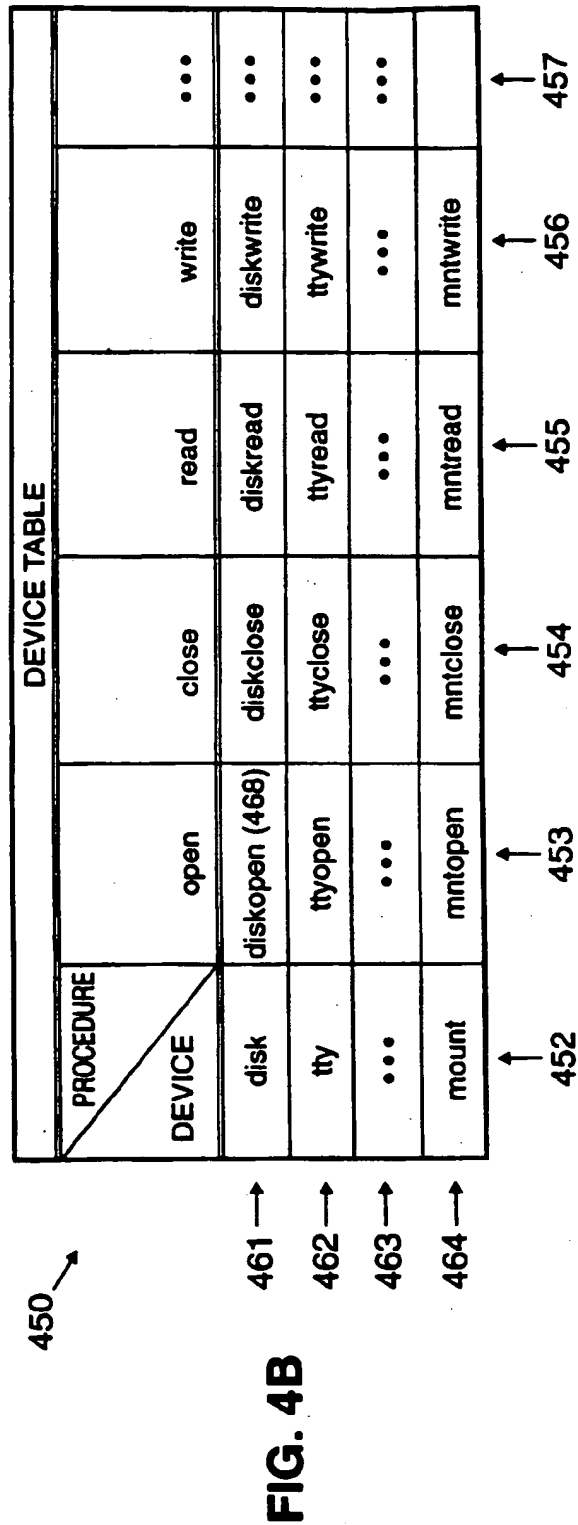 DEVICE TABLE
PROCEDURE
DEVICE
open
close
read
write
•••
disk
diskopen (468)
diskclose
diskread
diskwrite
•••
tty
ttyopen
ttyclose
ttyread
ttywrite
•••
•••
•••
•••
•••
•••
•••
mount
mntopen
mntclose
mntread
mntwrite
450
461
462
463
464
452
453
454
455
456
457
FIG. 4B